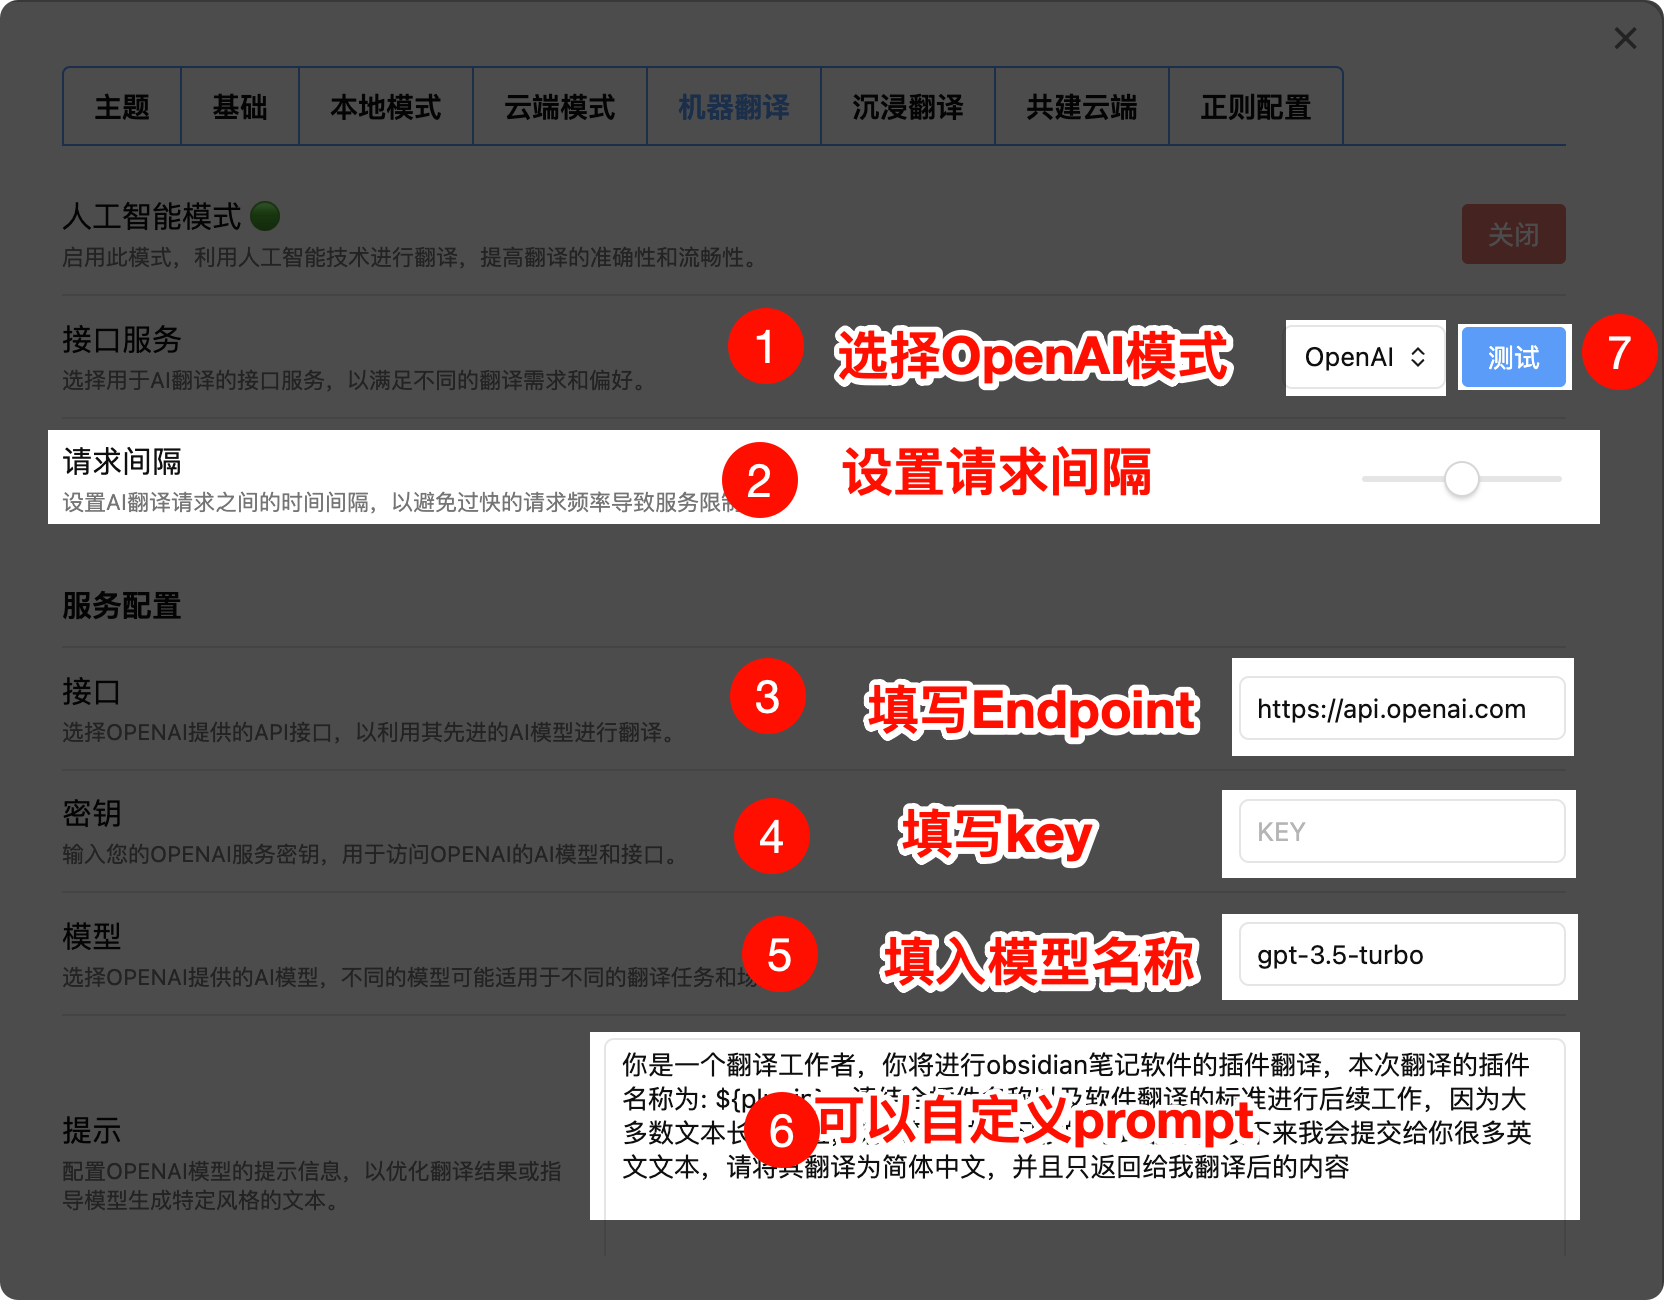 主题 基础 本地模式 云端模式 机器翻译 沉浸翻译 共建云端 正则配置
人工智能模式
启用此模式，利用人工智能技术进行翻译，提高翻译的准确性和流畅性。
关闭
接口服务
选择用于AI翻译的接口服务，以满足不同的翻译需求和偏好。
1 选择OpenAI模式
OpenAI
测试
7
请求间隔
设置AI翻译请求之间的时间间隔，以避免过快的请求频率导致服务限制
2 设置请求间隔
服务配置
接口
选择OPENAI提供的API接口，以利用其先进的AI模型进行翻译。
3 填写Endpoint
https://api.openai.com
密钥
输入您的OPENAI服务密钥，用于访问OPENAI的AI模型和接口。
4 填写key
KEY
模型
选择OPENAI提供的AI模型，不同的模型可能适用于不同的翻译任务和场
5 填入模型名称
gpt-3.5-turbo
提示
配置OPENAI模型的提示信息，以优化翻译结果或指
导模型生成特定风格的文本。
你是一个翻译工作者，你将进行obsidian笔记软件的插件翻译，本次翻译的插件
名称为: 软件翻译的标准进行后续工作，因为大
多数文本长 下来我会提交给你很多英
文文本，请将其翻译为简体中文，并且只返回给我翻译后的内容
6 可以自定义prompt